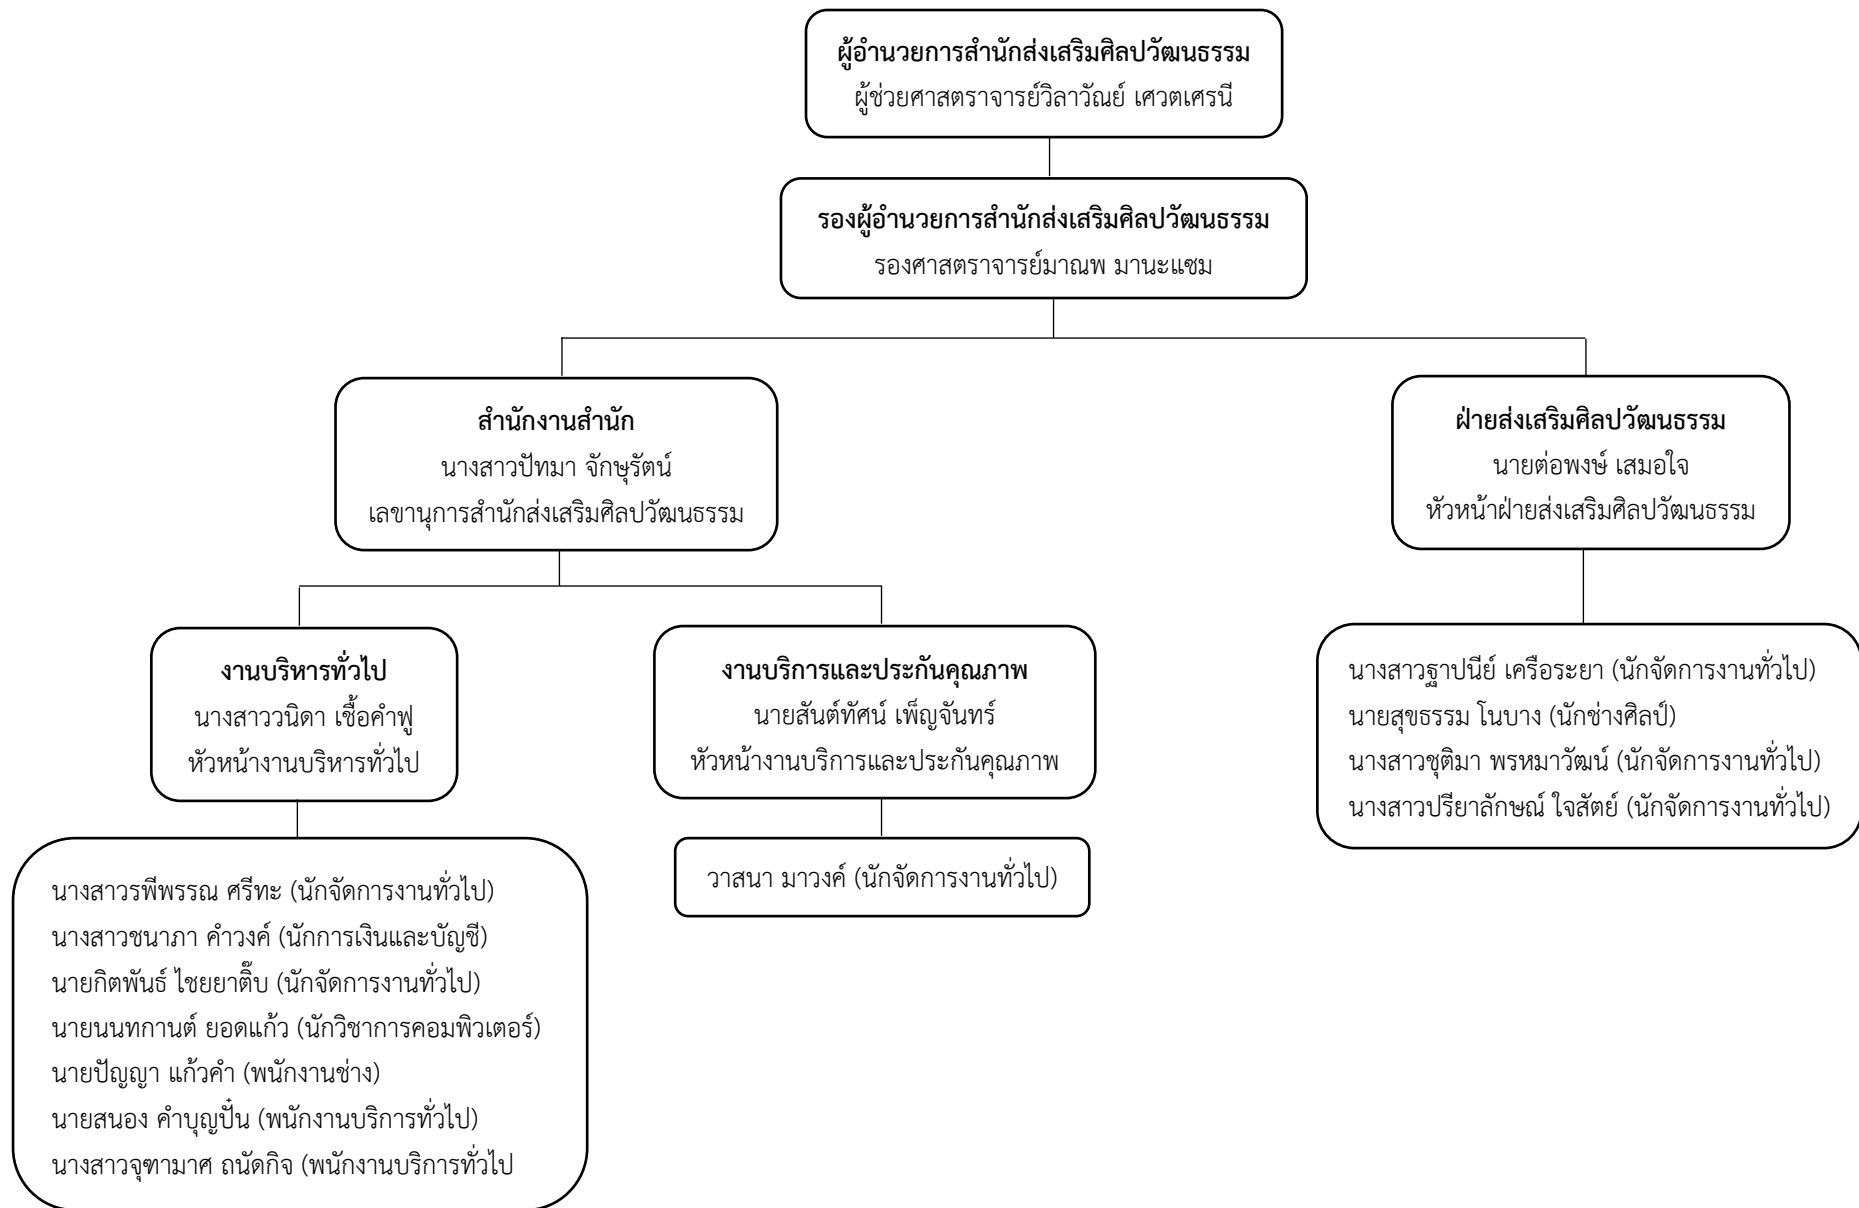 ผู้อำนวยการสำนักส่งเสริมศิลปวัฒนธรรม
ผู้ช่วยศาสตราจารย์วิลาวัณย์ เศวตเศรนี
รองผู้อำนวยการสำนักส่งเสริมศิลปวัฒนธรรม
รองศาสตราจารย์มาณพ มานะแซม
สำนักงานสำนัก
นางสาวปัทมา จักษุรัตน์
เลขานุการสำนักส่งเสริมศิลปวัฒนธรรม
ฝ่ายส่งเสริมศิลปวัฒนธรรม
นายต่อพงษ์ เสมอใจ
หัวหน้าฝ่ายส่งเสริมศิลปวัฒนธรรม
งานบริหารทั่วไป
นางสาววนิดา เชื้อคำฟู
หัวหน้างานบริหารทั่วไป
งานบริการและประกันคุณภาพ
นายสันต์ทัศน์ เพ็ญจันทร์
หัวหน้างานบริการและประกันคุณภาพ
นางสาวฐาปนีย์ เครือระยา (นักจัดการงานทั่วไป)
นายสุขธรรม โนบาง (นักช่างศิลป์)
นางสาวชุติมา พรหมาวัฒน์ (นักจัดการงานทั่วไป)
นางสาวปรียาลักษณ์ ใจสัตย์ (นักจัดการงานทั่วไป)
นางสาวรพีพรรณ ศรีทะ (นักจัดการงานทั่วไป)
นางสาวชนาภา คำวงค์ (นักการเงินและบัญชี)
นายกิตพันธ์ ไชยยาติ๊บ (นักจัดการงานทั่วไป)
นายนนทกานต์ ยอดแก้ว (นักวิชาการคอมพิวเตอร์)
นายปัญญา แก้วคำ (พนักงานช่าง)
นายสนอง คำบุญปั๋น (พนักงานบริการทั่วไป)
นางสาวจุฑามาศ ถนัดกิจ (พนักงานบริการทั่วไป
วาสนา มาวงค์ (นักจัดการงานทั่วไป)